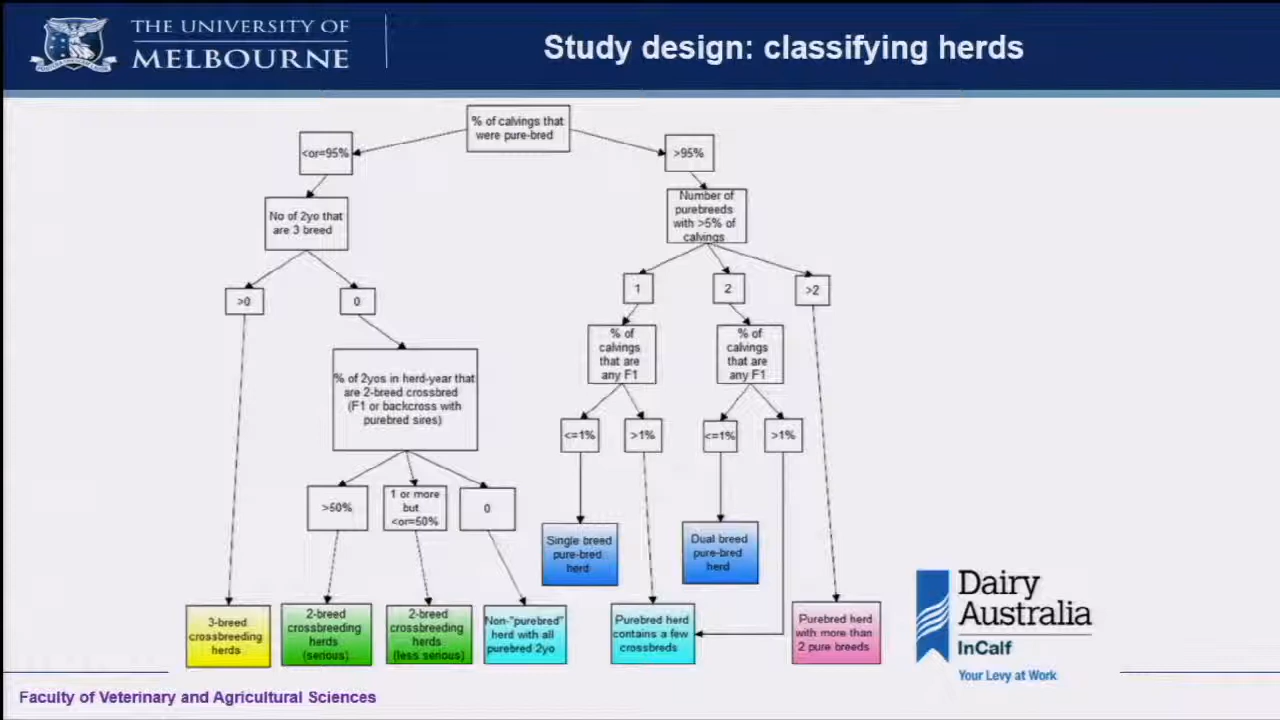 THE UNIVERSITY OF
MELBOURNE
Study design: classifying herds
% of calvings that
were pure-bred
<or=95%
>95%
No of 2yo that
are 3 breed
Number of
purebreeds
with >5% of
calvings
>0
0
1
2
>2
% of 2yos in herd-year that
are 2-breed crossbred
(F1 or backcross with
purebred sires)
% of
calvings
that are
any F1
% of
calvings
that are
any F1
<=1%
>1%
<=1%
>1%
>50%
1 or more
but
<or=50%
0
Single breed
pure-bred
herd
Dual breed
pure-bred
herd
3-breed
crossbreeding
herds
2-breed
crossbreeding
herds
(serious)
2-breed
crossbreeding
herds
(less serious)
Non-"purebred"
herd with all
purebred 2yo
Purebred herd
contains a few
crossbreds
Purebred herd
with more than
2 pure breeds
Dairy
Australia
InCalf
Your Levy at Work
Faculty of Veterinary and Agricultural Sciences